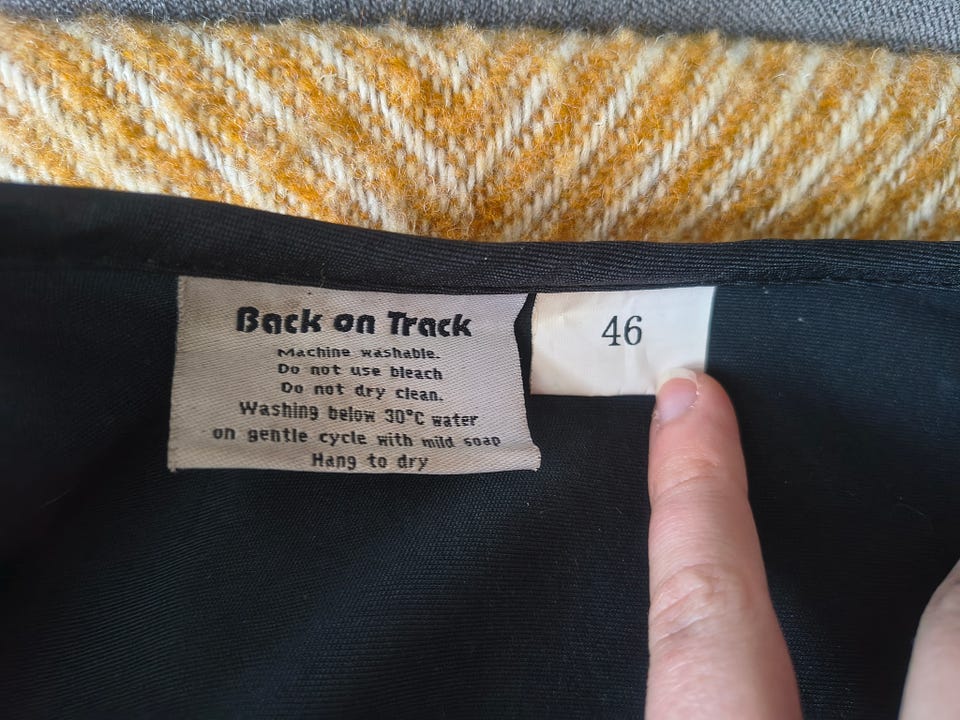 Back on Track
Machine washable.
Do not use bleach
Do not dry clean.
Washing below 30°C water
on gentle cycle with mild soap
Hang to dry
46